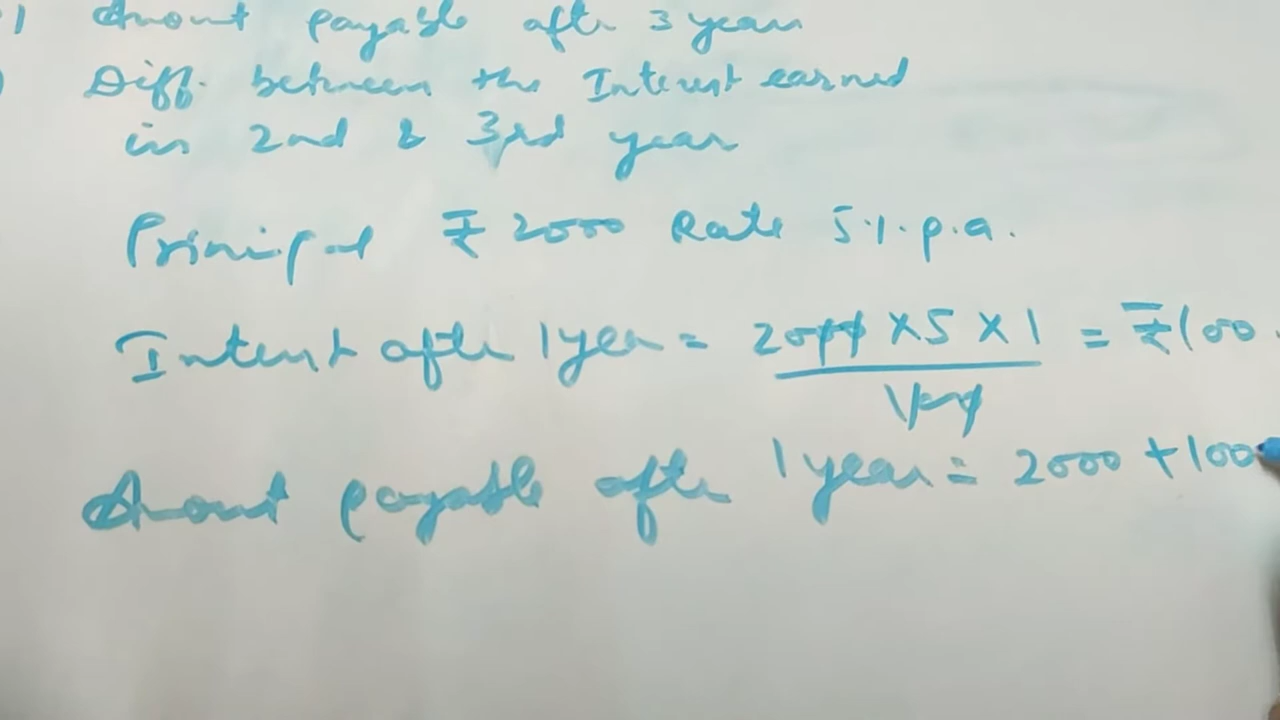 ) Amount payable after 3 years
) Diff. between the Interest earned
in 2nd & 3rd year
Principal ₹ 2000 Rate 5%.p.a.
Interest after 1 year = 2000 × 5 × 1 = ₹100.
100
Amount payable after 1 year = 2000 + 100